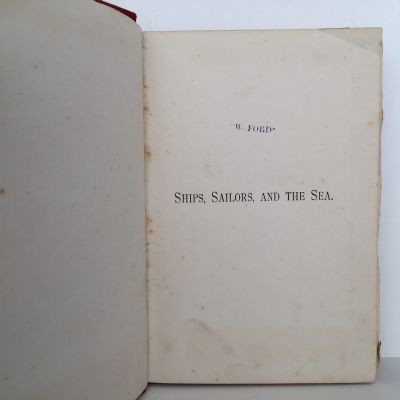 W. FORD
SHIPS, SAILORS, AND THE SEA.